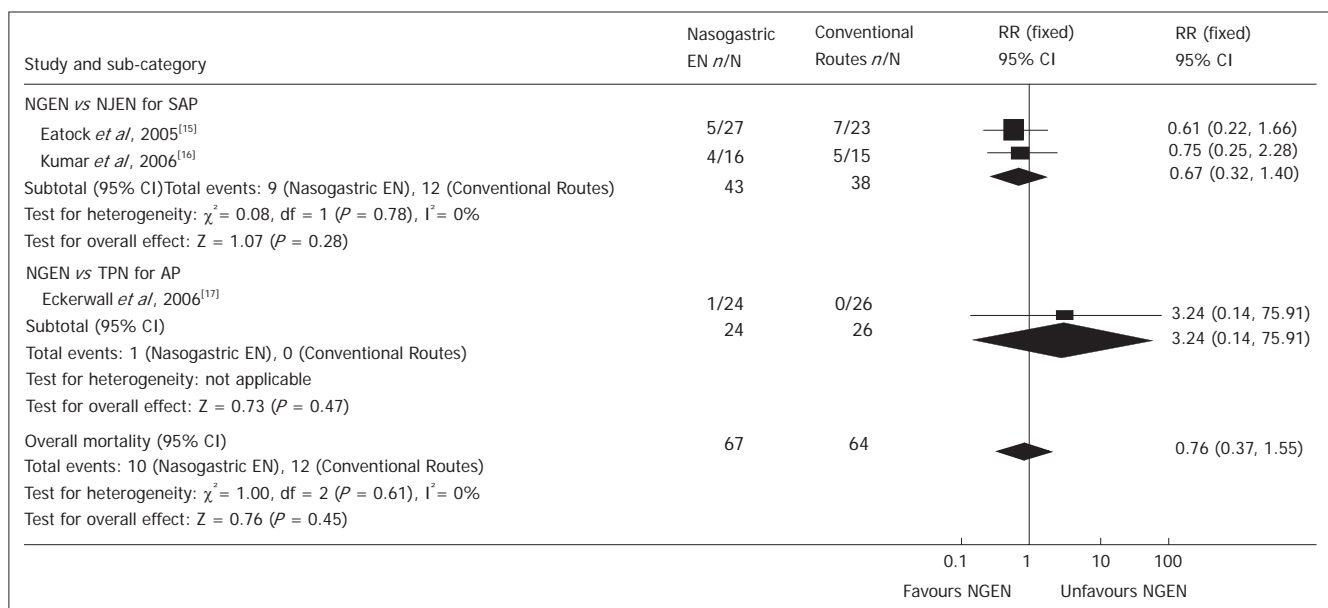 Nasogastric Conventional RR (fixed) RR (fixed)
Study and sub-category EN n/N Routes n/N 95% CI 95% CI
NGEN vs NJEN for SAP
Eatock et al, 2005[15] 5/27 7/23 0.61 (0.22, 1.66)
Kumar et al, 2006[16] 4/16 5/15 0.75 (0.25, 2.28)
Subtotal (95% CI)Total events: 9 (Nasogastric EN), 12 (Conventional Routes) 43 38 0.67 (0.32, 1.40)
Test for heterogeneity: χ² = 0.08, df = 1 (P = 0.78), I² = 0%
Test for overall effect: Z = 1.07 (P = 0.28)
NGEN vs TPN for AP
Eckerwall et al, 2006[17] 1/24 0/26 3.24 (0.14, 75.91)
Subtotal (95% CI) 24 26 3.24 (0.14, 75.91)
Total events: 1 (Nasogastric EN), 0 (Conventional Routes)
Test for heterogeneity: not applicable
Test for overall effect: Z = 0.73 (P = 0.47)
Overall mortality (95% CI) 67 64 0.76 (0.37, 1.55)
Total events: 10 (Nasogastric EN), 12 (Conventional Routes)
Test for heterogeneity: χ² = 1.00, df = 2 (P = 0.61), I² = 0%
Test for overall effect: Z = 0.76 (P = 0.45)
0.1 1 10 100
Favours NGEN Unfavours NGEN